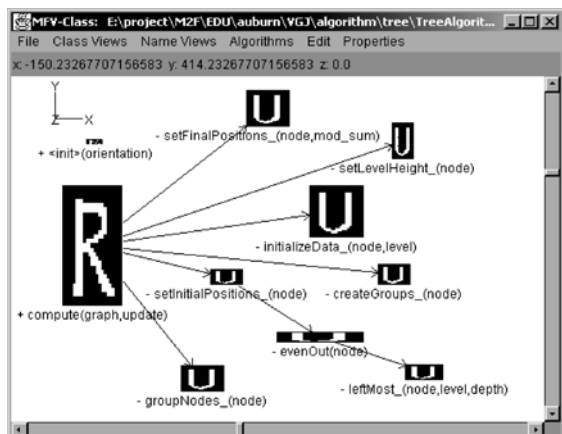 MFV-Class: E:\project\M2F\EDU\auburn\VGJ\algorithm\tree\TreeAlgorit...
File Class Views Name Views Algorithms Edit Properties
x: -150.23267707156583 y: 414.23267707156583 z: 0.0
Y
Z X
U
- setFinalPositions_(node,mod_sum)
+ <init>(orientation)
U
- setLevelHeight_(node)
R
U
- initializeData_(node,level)
U
- setInitialPositions_(node)
U
- createGroups_(node)
+ compute(graph,update)
- evenOut(node)
U
- groupNodes_(node)
U
- leftMost_(node,level,depth)